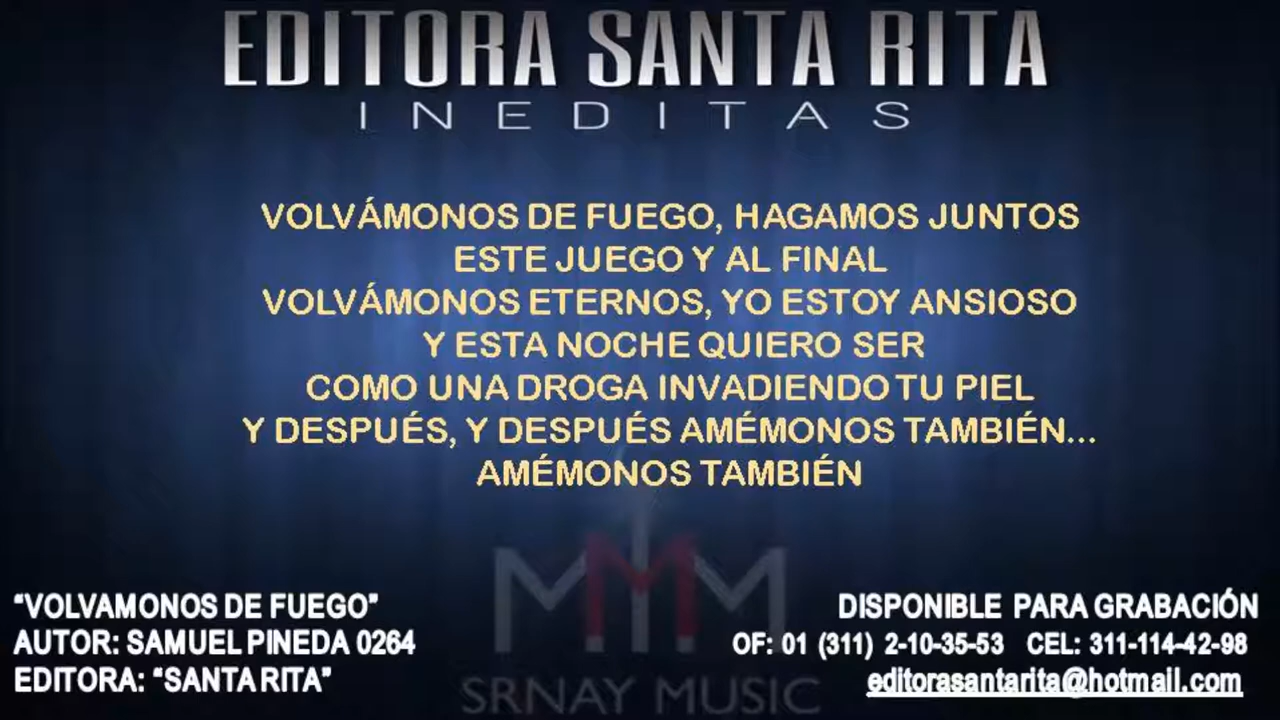 EDITORA SANTA RITA
INEDITAS
VOLVÁMONOS DE FUEGO, HAGAMOS JUNTOS
ESTE JUEGO Y AL FINAL
VOLVÁMONOS ETERNOS, YO ESTOY ANSIOSO
Y ESTA NOCHE QUIERO SER
COMO UNA DROGA INVADIENDO TU PIEL
Y DESPUÉS, Y DESPUÉS AMÉMONOS TAMBIÉN...
AMÉMONOS TAMBIÉN
MMM
SRNAY MUSIC
“VOLVAMONOS DE FUEGO”
AUTOR: SAMUEL PINEDA 0264
EDITORA: “SANTA RITA”
DISPONIBLE PARA GRABACIÓN
OF: 01 (311) 2-10-35-53 CEL: 311-114-42-98
editorasantarita@hotmail.com